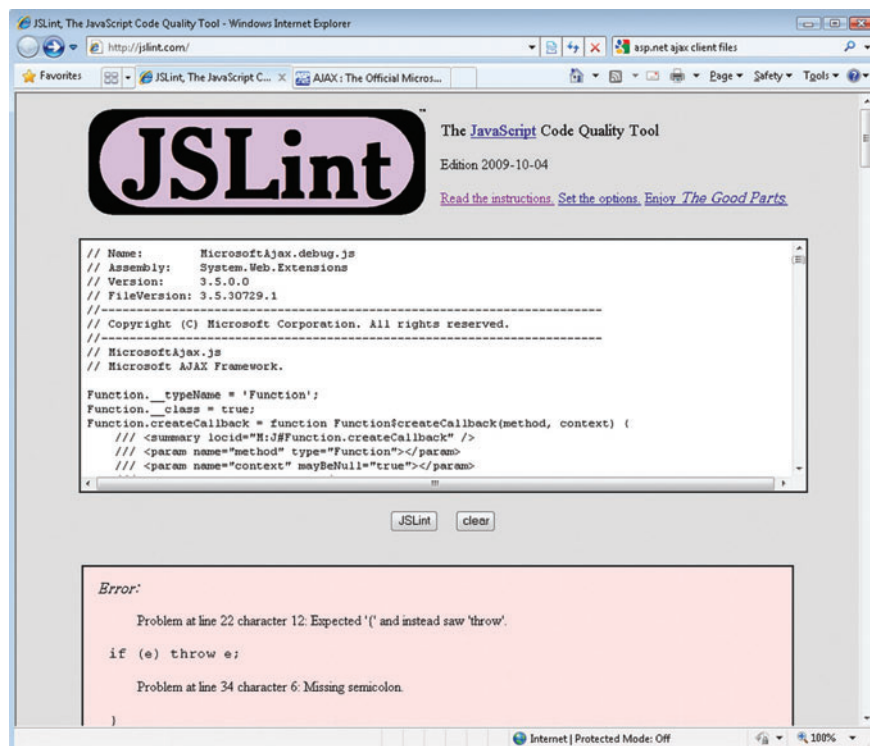 JSLint, The JavaScript Code Quality Tool - Windows Internet Explorer
http://jslint.com/
asp.net ajax client files
Favorites
JSLint, The JavaScript C... X
AJAX : The Official Micros...
Page Safety Tools
JSLint™
The JavaScript Code Quality Tool
Edition 2009-10-04
Read the instructions. Set the options. Enjoy The Good Parts.
// Name:        MicrosoftAjax.debug.js
// Assembly:    System.Web.Extensions
// Version:     3.5.0.0
// FileVersion: 3.5.30729.1
//-----------------------------------------------------------------------
// Copyright (C) Microsoft Corporation. All rights reserved.
//-----------------------------------------------------------------------
// MicrosoftAjax.js
// Microsoft AJAX Framework.
Function.__typeName = 'Function';
Function.__class = true;
Function.createCallback = function Function$createCallback(method, context) {
/// <summary locid="M:J#Function.createCallback" />
/// <param name="method" type="Function"></param>
/// <param name="context" mayBeNull="true"></param>
JSLint clear
Error:
Problem at line 22 character 12: Expected '{' and instead saw 'throw'.
if (e) throw e;
Problem at line 34 character 6: Missing semicolon.
}
Internet | Protected Mode: Off
100%